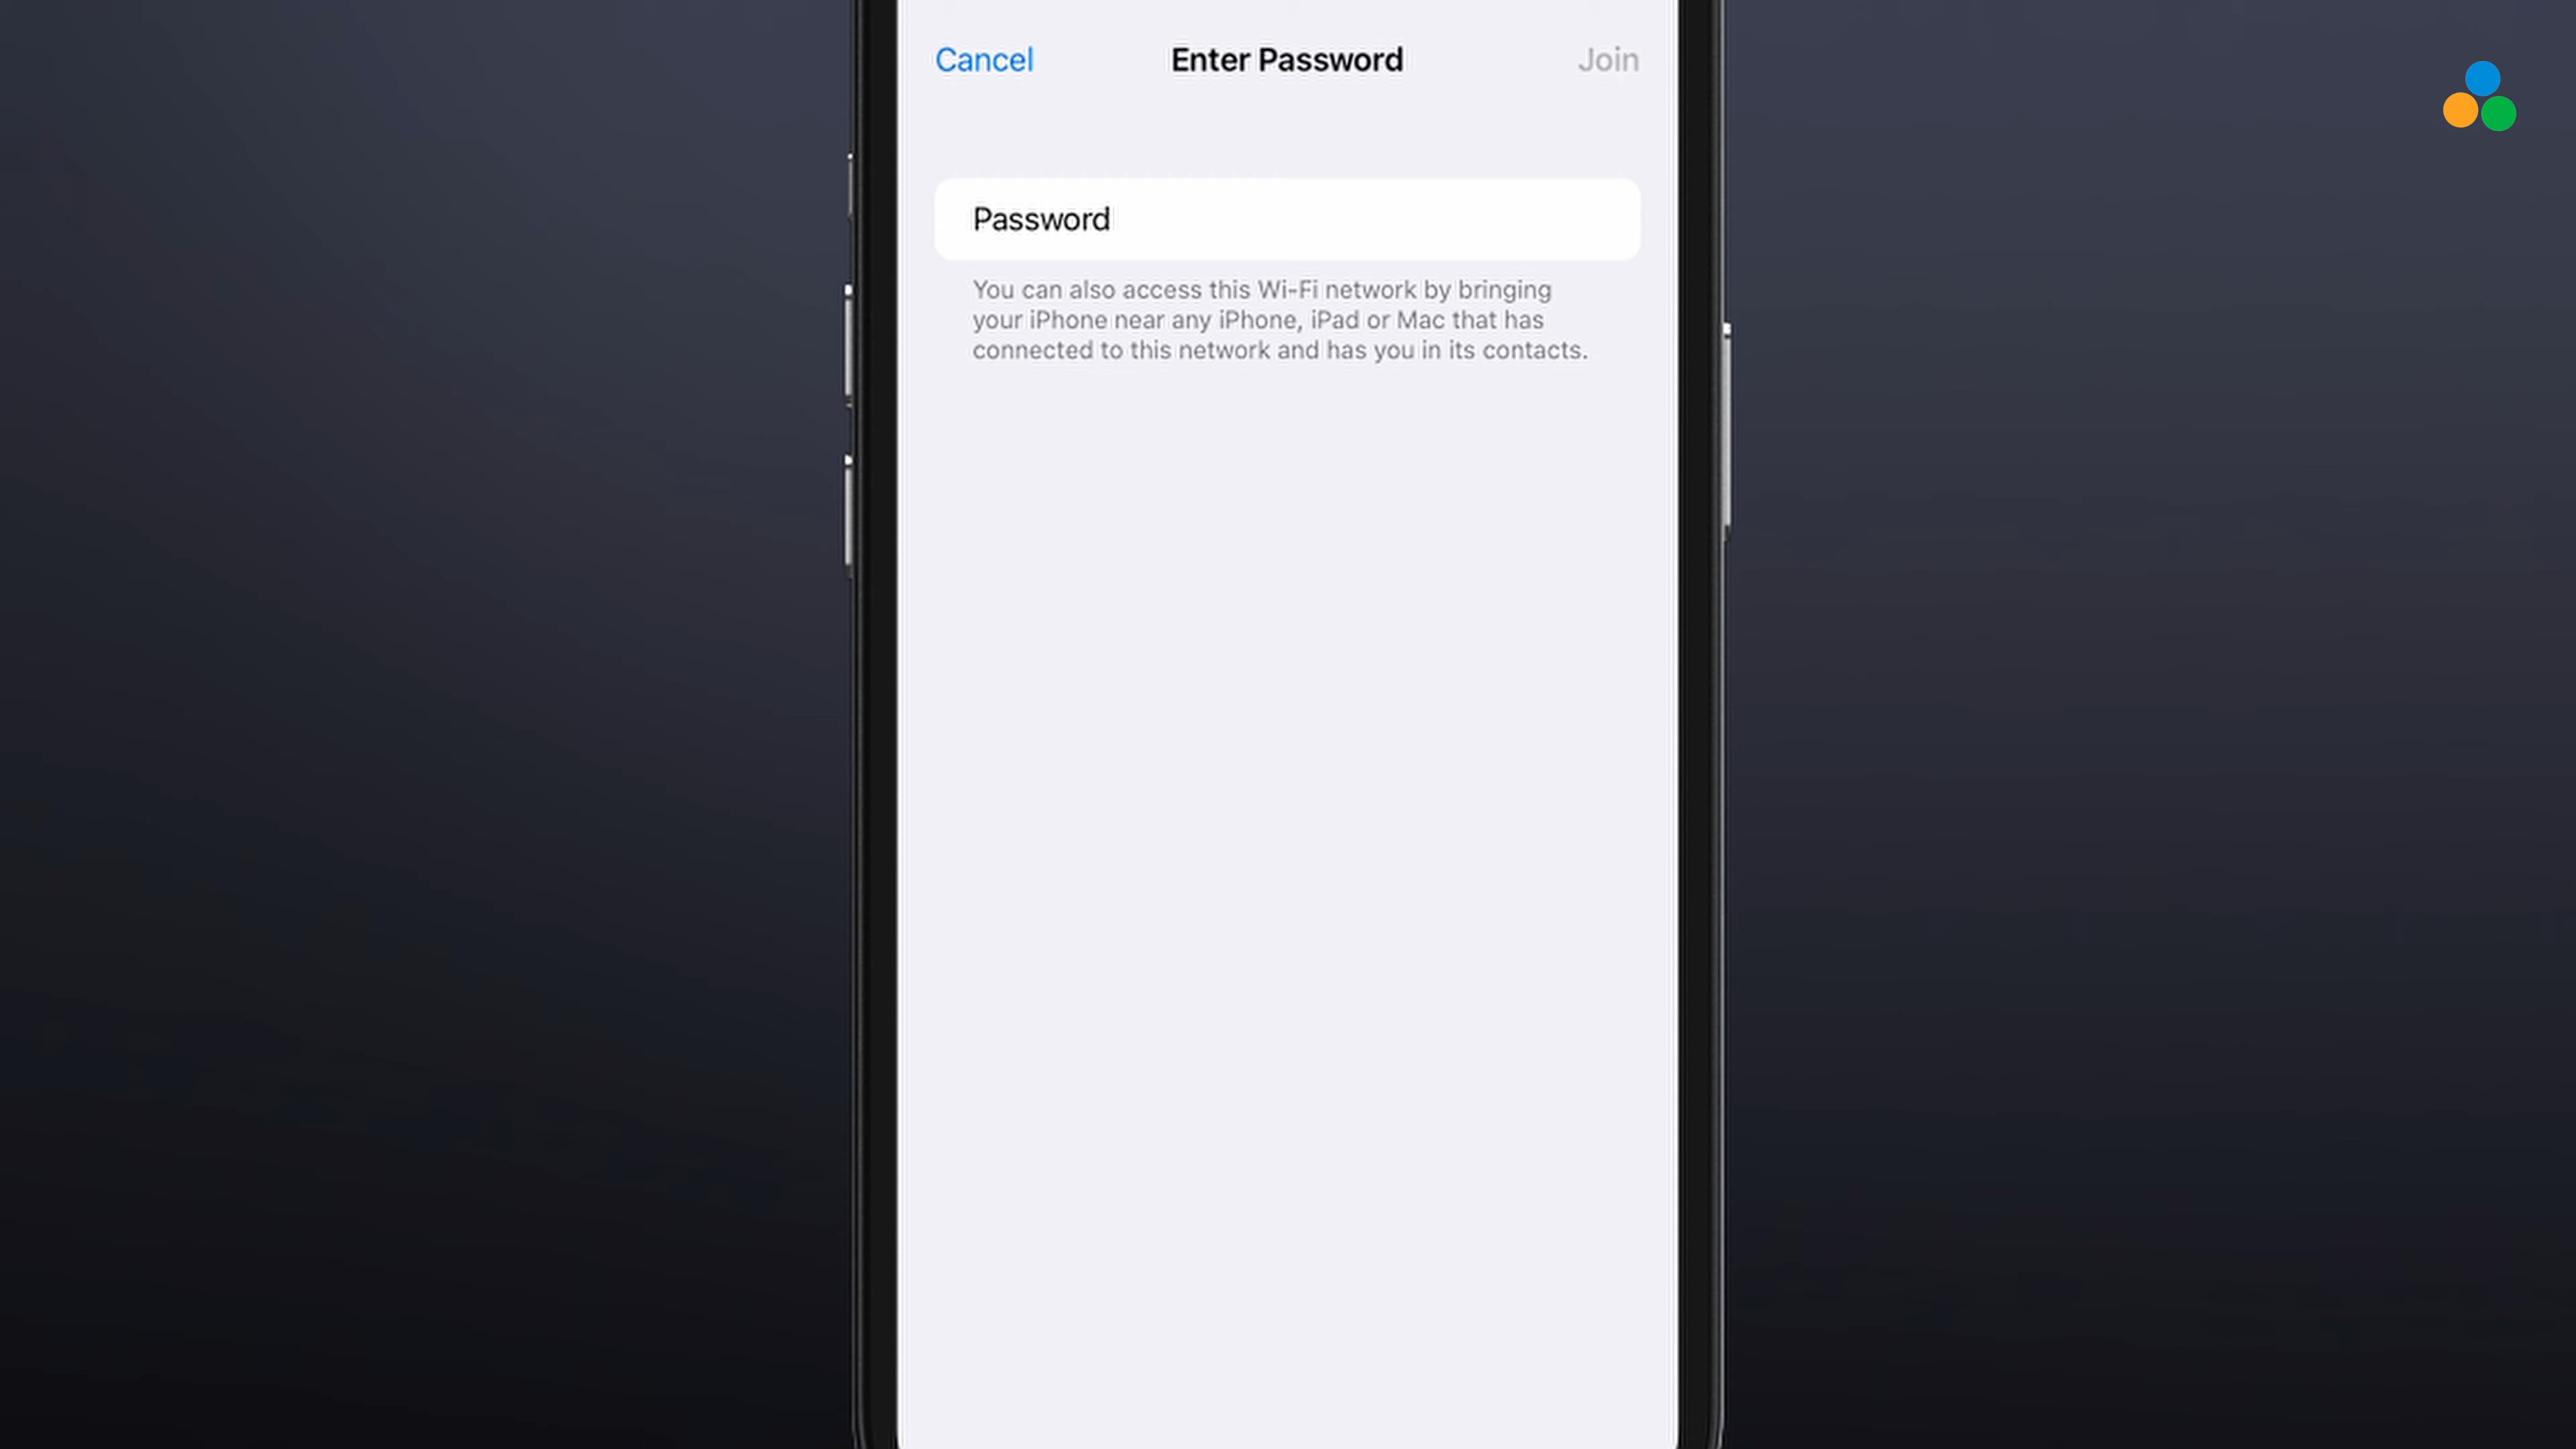 Cancel Enter Password Join
Password
You can also access this Wi-Fi network by bringing
your iPhone near any iPhone, iPad or Mac that has
connected to this network and has you in its contacts.